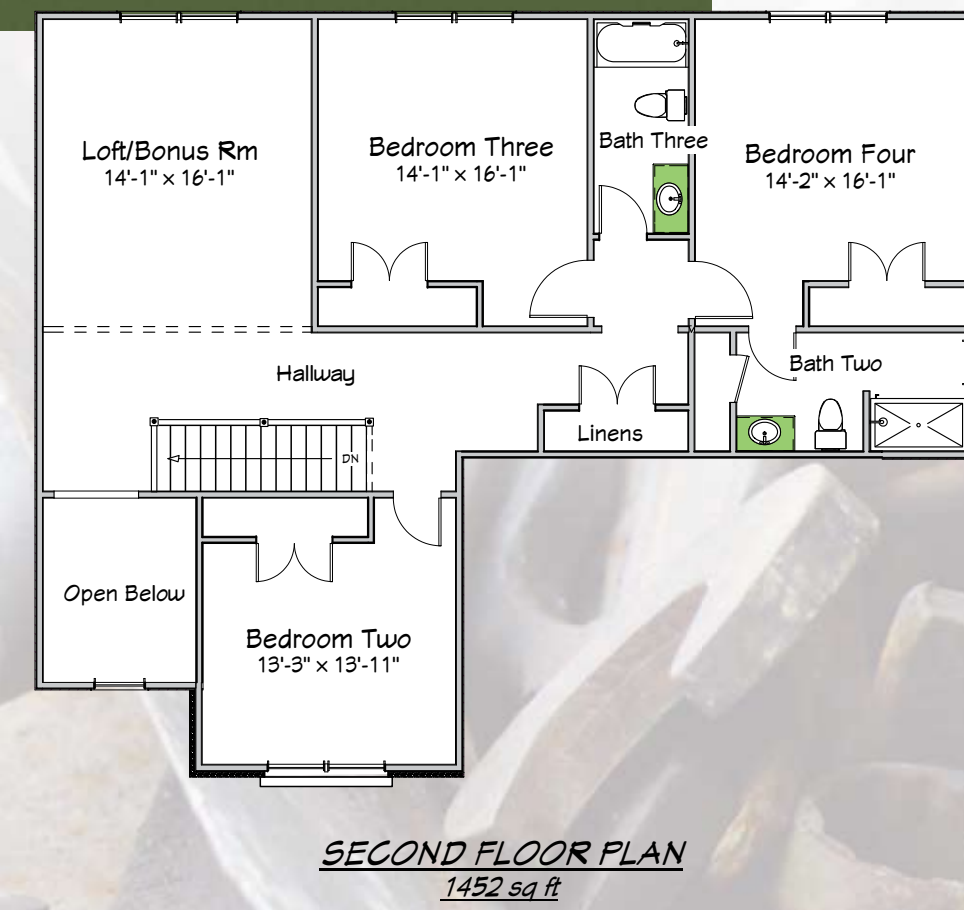 Loft/Bonus Rm
14'-1" x 16'-1"
Bedroom Three
14'-1" x 16'-1"
Bath Three
Bedroom Four
14'-2" x 16'-1"
Hallway
Bath Two
Linens
DN
Open Below
Bedroom Two
13'-3" x 13'-11"
SECOND FLOOR PLAN
1452 sq ft